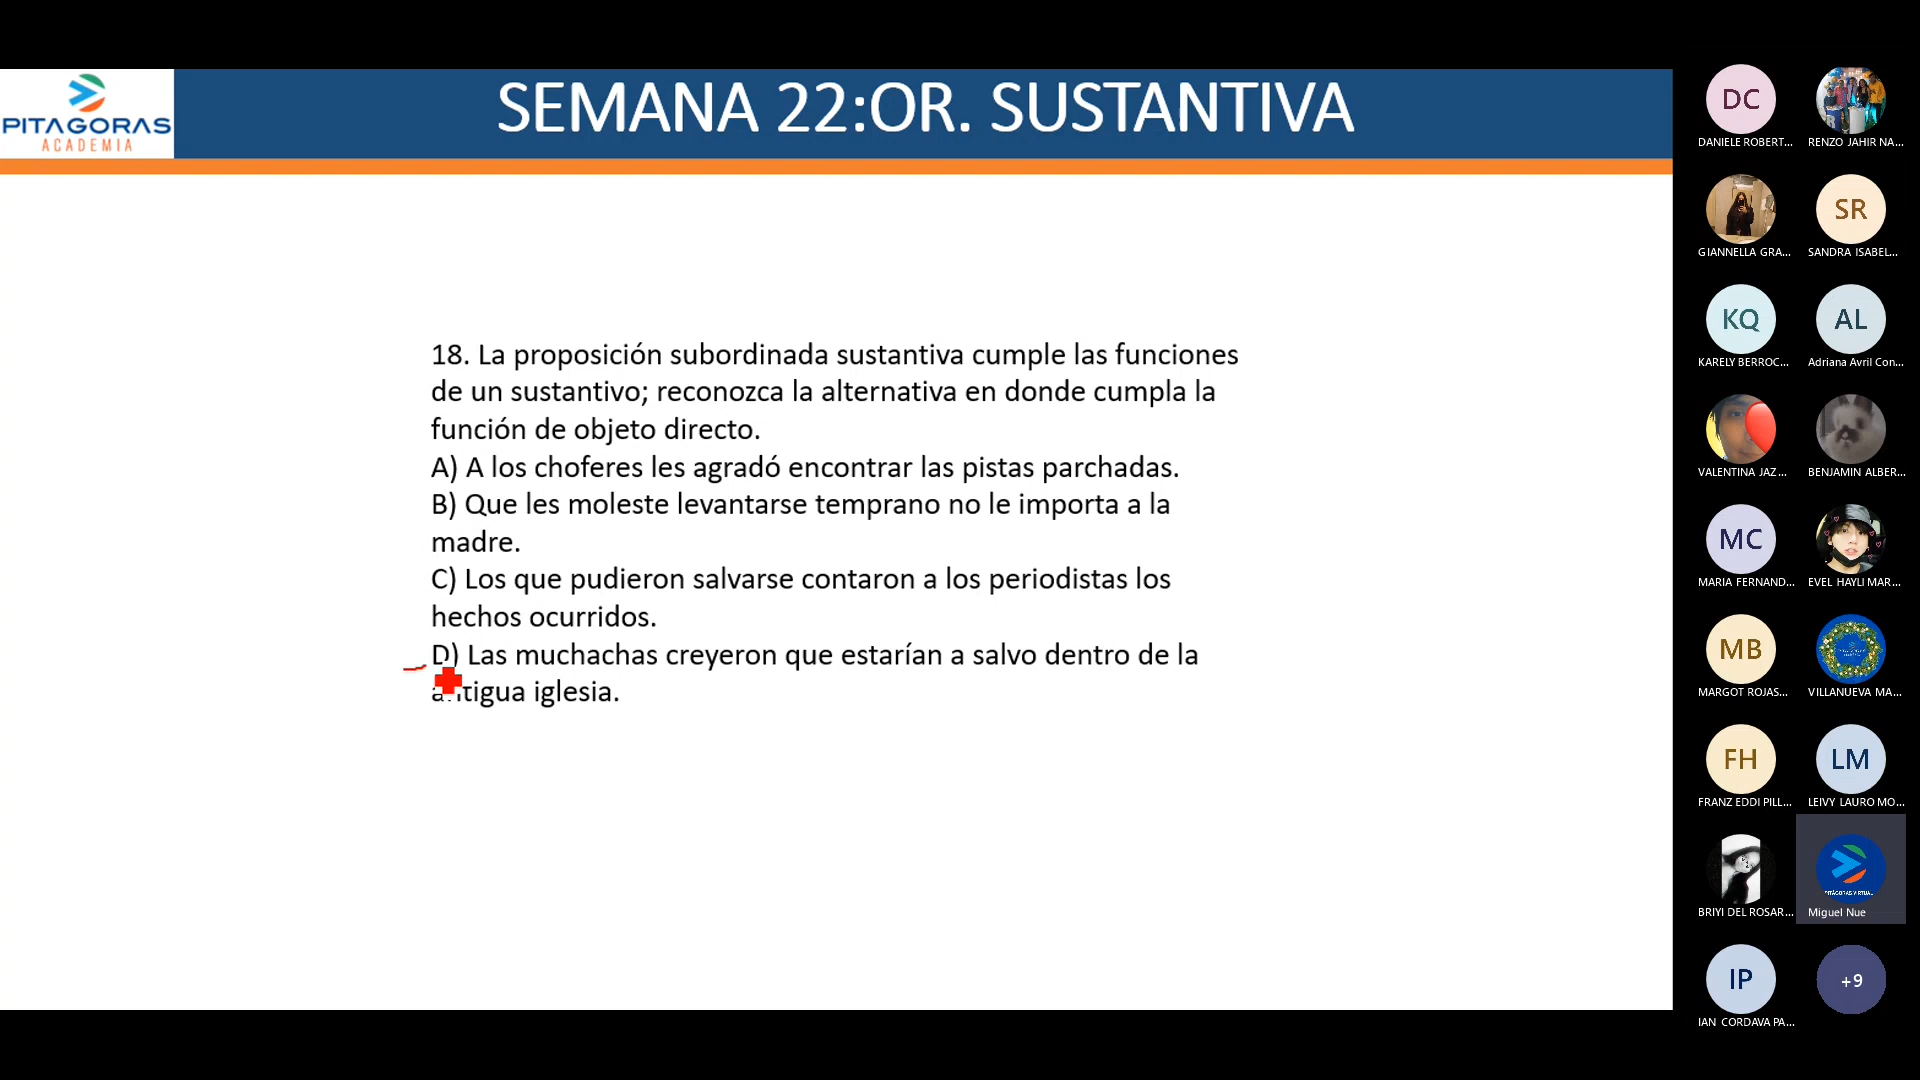 PITAGORAS
ACADEMIA
SEMANA 22:OR. SUSTANTIVA
18. La proposición subordinada sustantiva cumple las funciones
de un sustantivo; reconozca la alternativa en donde cumpla la
función de objeto directo.
A) A los choferes les agradó encontrar las pistas parchadas.
B) Que les moleste levantarse temprano no le importa a la
madre.
C) Los que pudieron salvarse contaron a los periodistas los
hechos ocurridos.
D) Las muchachas creyeron que estarían a salvo dentro de la
antigua iglesia.
DC
DANIELE ROBERT...
RENZO JAHIR NA...
GIANNELLA GRA...
SR
SANDRA ISABEL...
KQ
KARELY BERROC...
AL
Adriana Avril Con...
VALENTINA JAZ...
BENJAMIN ALBER...
MC
MARIA FERNAND...
EVEL HAYLI MAR...
MB
MARGOT ROJAS...
VILLANUEVA MA...
FH
FRANZ EDDI PILL...
LM
LEIVY LAURO MO...
BRIYI DEL ROSAR...
PITÁGORAS VIRTUAL
Miguel Nue
IP
IAN CORDAVA PA...
+9